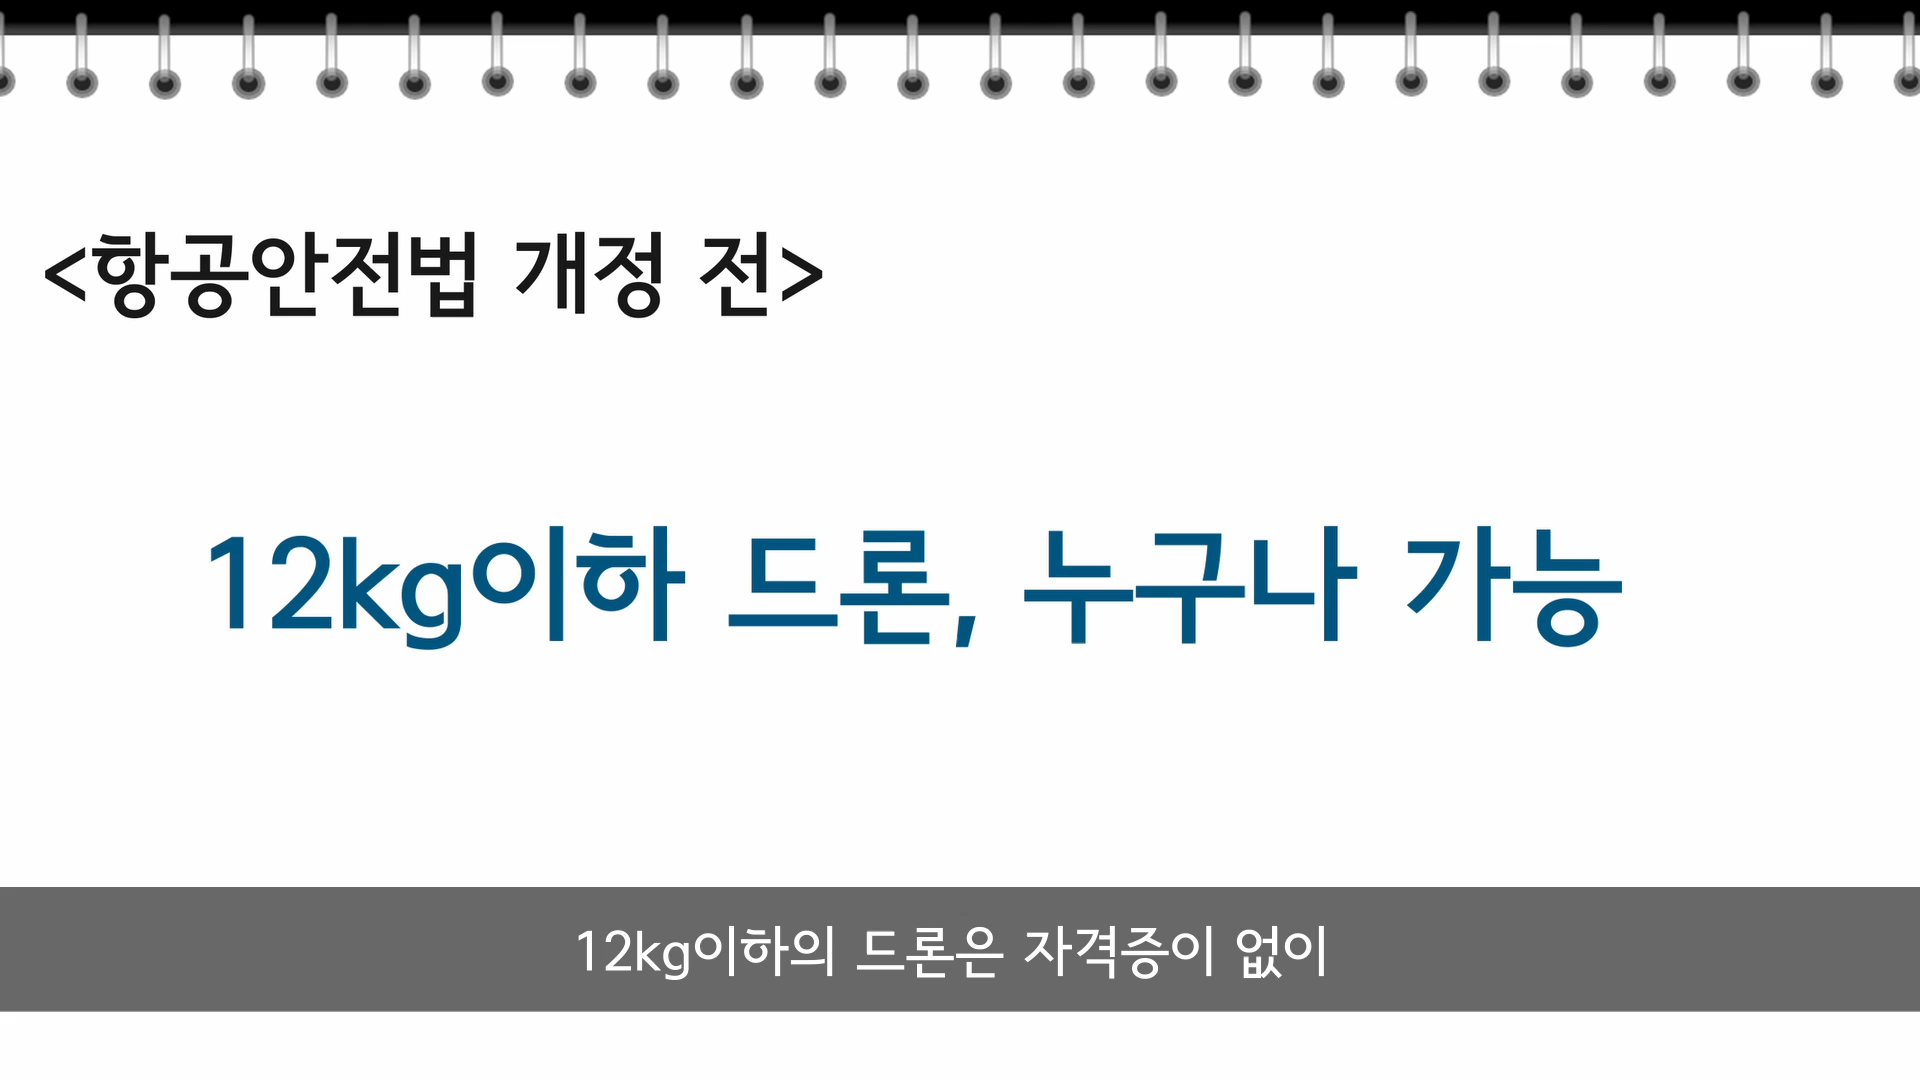 <항공안전법 개정 전>
12kg이하 드론, 누구나 가능
12kg이하의 드론은 자격증이 없이